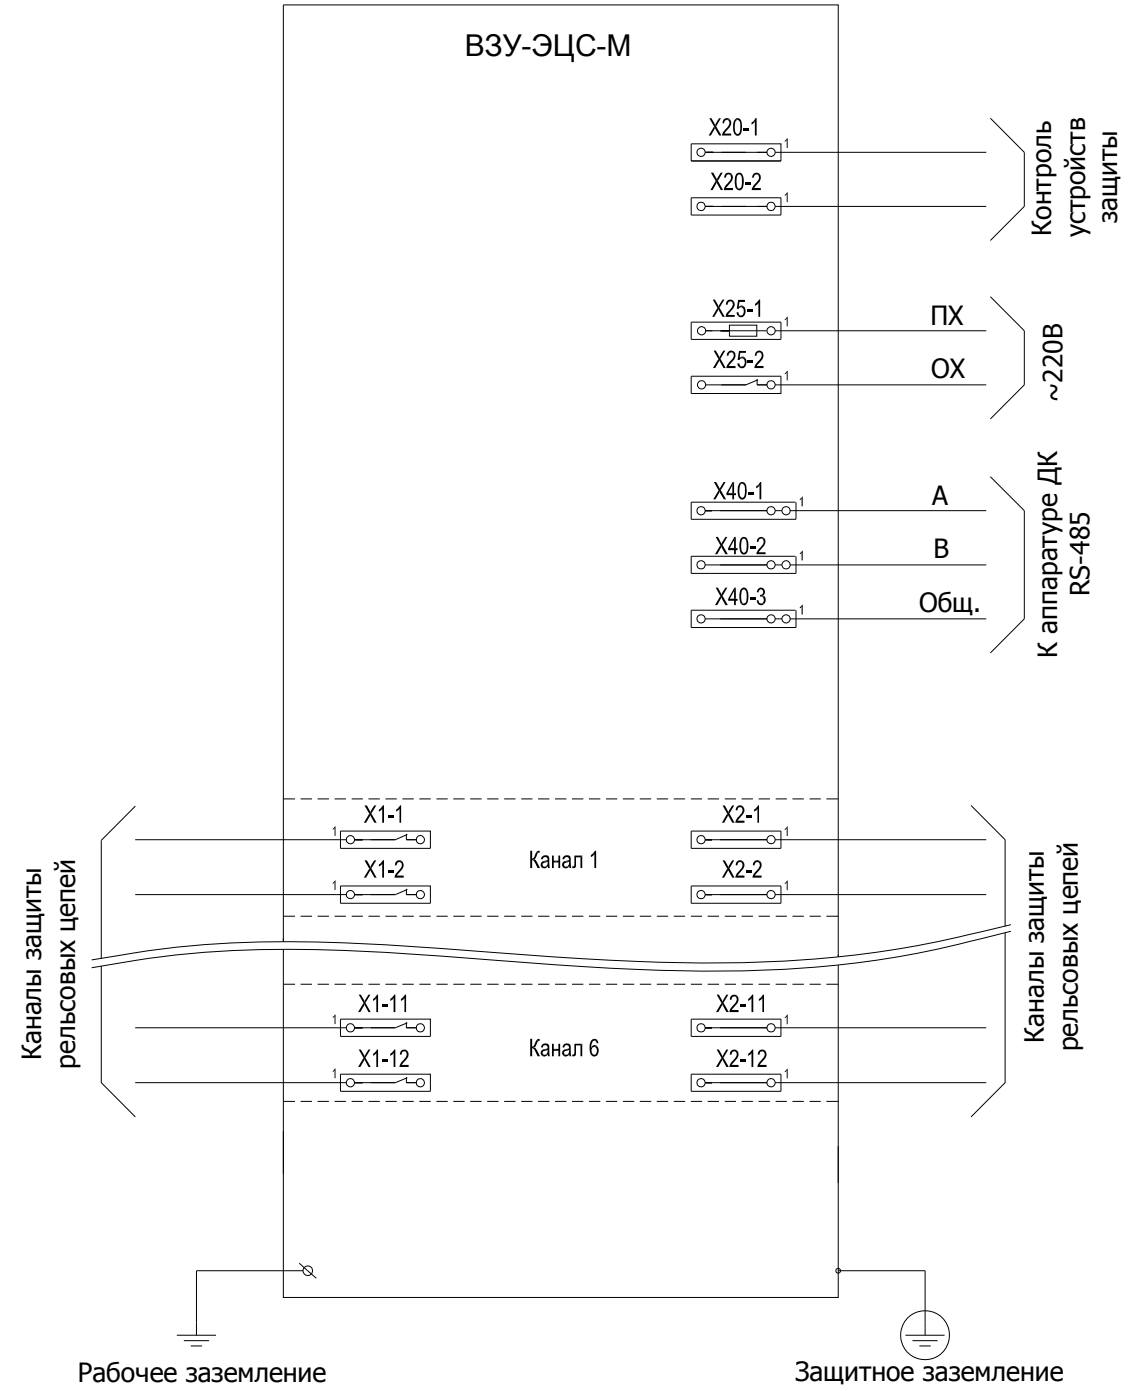 ВЗУ-ЭЦС-М
X20-1
1
X20-2
1
Контроль
устройств
защиты
X25-1
1
ПХ
X25-2
1
ОХ
~220В
X40-1
1
А
X40-2
1
В
X40-3
1
Общ.
К аппаратуре ДК
RS-485
X1-1
1
X1-2
1
Канал 1
X2-1
1
X2-2
1
Каналы защиты
рельсовых цепей
Каналы защиты
рельсовых цепей
X1-11
1
X1-12
1
Канал 6
X2-11
1
X2-12
1
Рабочее заземление
Защитное заземление